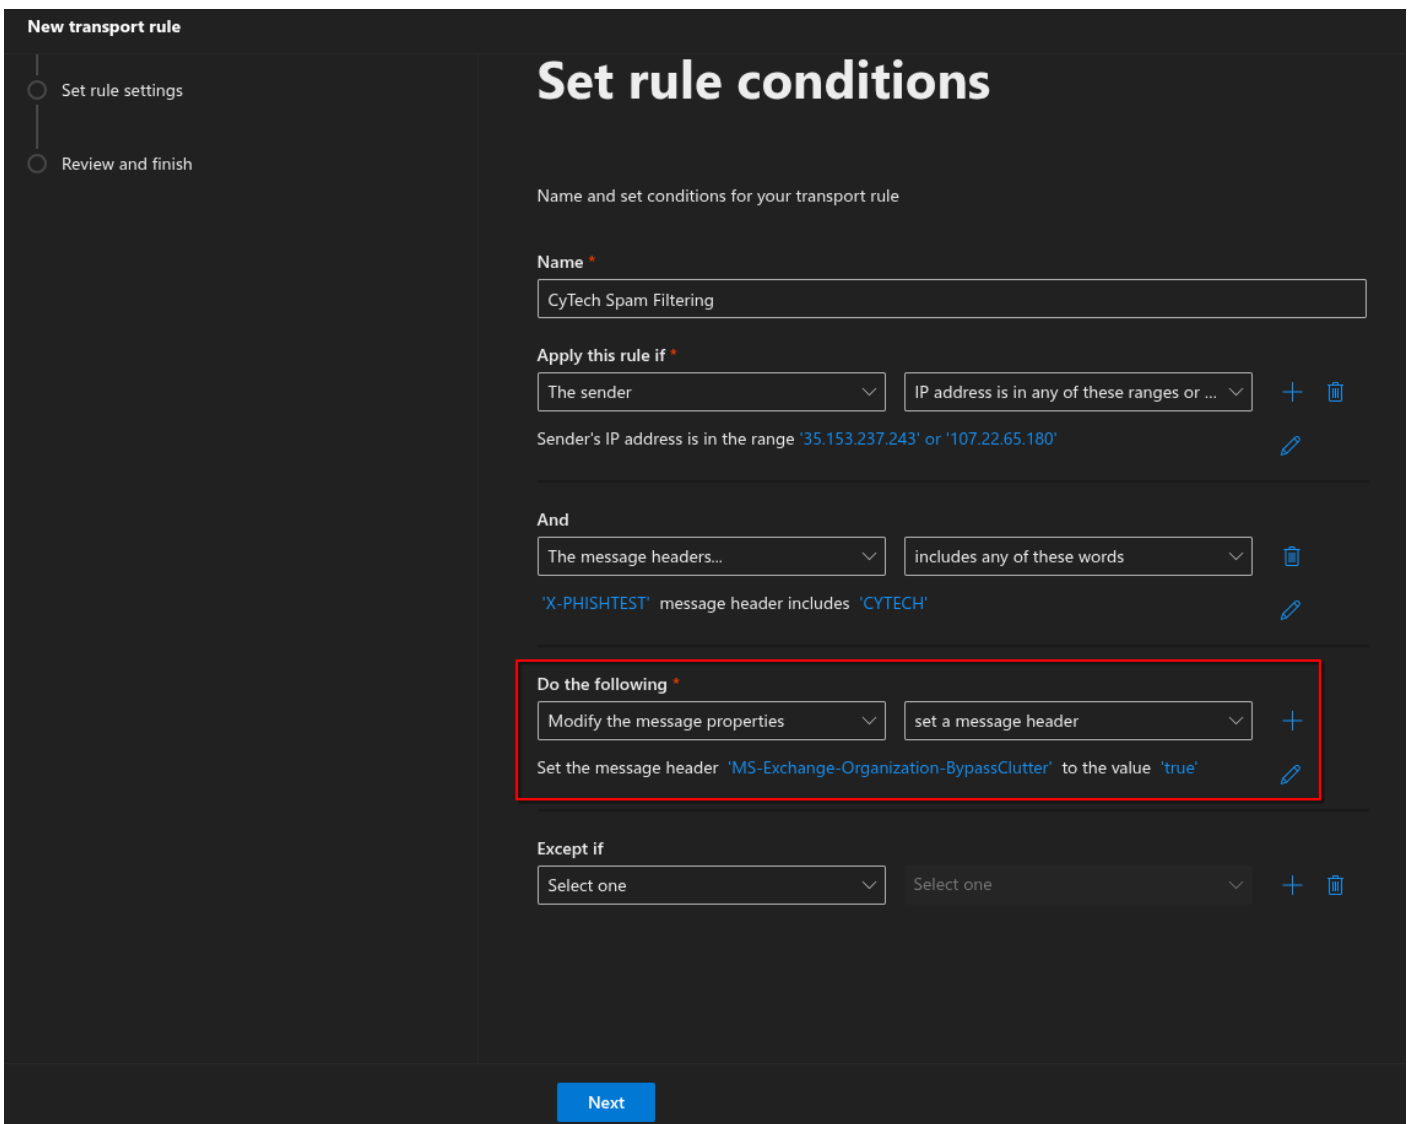 New transport rule
Set rule settings
Review and finish
Set rule conditions
Name and set conditions for your transport rule
Name *
CyTech Spam Filtering
Apply this rule if *
The sender
IP address is in any of these ranges or ...
Sender's IP address is in the range '35.153.237.243' or '107.22.65.180'
And
The message headers...
includes any of these words
'X-PHISHTEST' message header includes 'CYTECH'
Do the following *
Modify the message properties
set a message header
Set the message header 'MS-Exchange-Organization-BypassClutter' to the value 'true'
Except if
Select one
Select one
Next